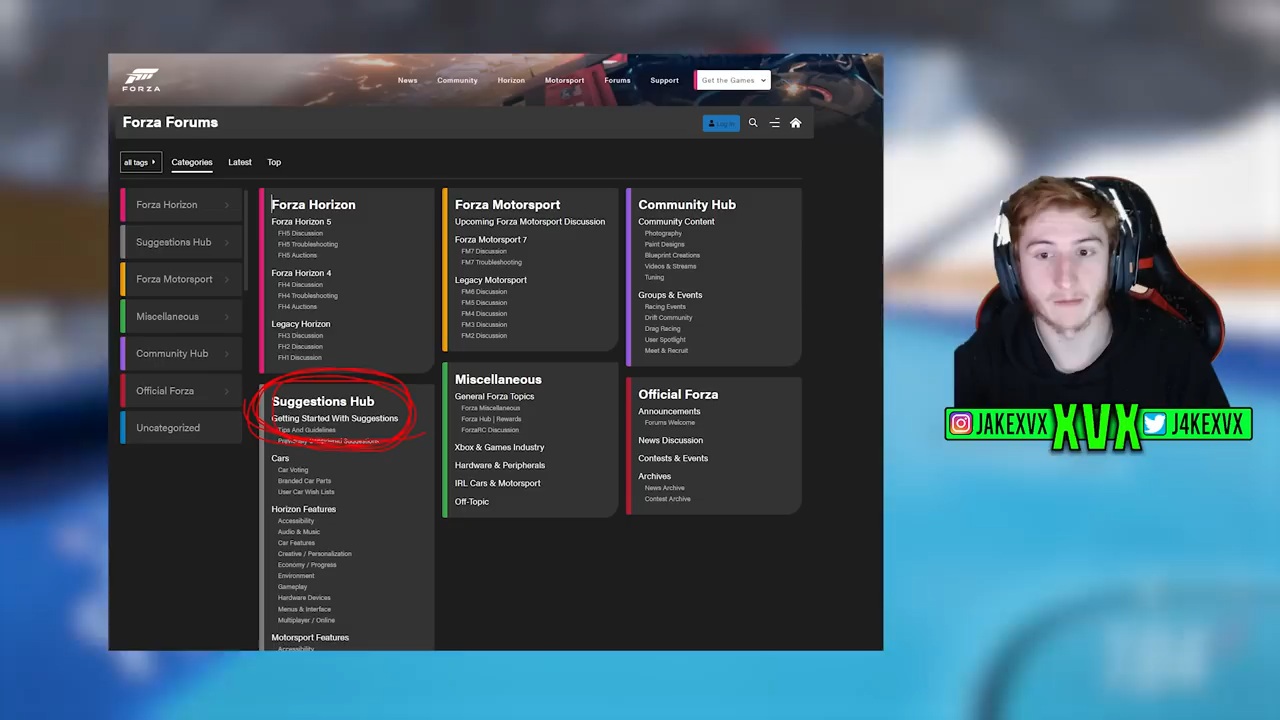 FORZA
News
Community
Horizon
Motorsport
Forums
Support
Get the Games
Forza Forums
Log In
all tags
Categories
Latest
Top
Forza Horizon
Suggestions Hub
Forza Motorsport
Miscellaneous
Community Hub
Official Forza
Uncategorized
Forza Horizon
Forza Horizon 5
FH5 Discussion
FH5 Troubleshooting
FH5 Auctions
Forza Horizon 4
FH4 Discussion
FH4 Troubleshooting
FH4 Auctions
Legacy Horizon
FH3 Discussion
FH2 Discussion
FH1 Discussion
Suggestions Hub
Getting Started With Suggestions
Tips And Guidelines
Suggestions
Cars
Car Voting
Branded Car Parts
User Car Wish Lists
Horizon Features
Accessibility
Audio & Music
Car Features
Creative / Personalization
Economy / Progress
Environment
Gameplay
Hardware Devices
Menus & Interface
Multiplayer / Online
Motorsport Features
Accessibility
Forza Motorsport
Upcoming Forza Motorsport Discussion
Forza Motorsport 7
FM7 Discussion
FM7 Troubleshooting
Legacy Motorsport
FM6 Discussion
FM5 Discussion
FM4 Discussion
FM3 Discussion
FM2 Discussion
Miscellaneous
General Forza Topics
Forza Miscellaneous
Forza Hub | Rewards
ForzaRC Discussion
Xbox & Games Industry
Hardware & Peripherals
IRL Cars & Motorsport
Off-Topic
Community Hub
Community Content
Photography
Paint Designs
Blueprint Creations
Videos & Streams
Tuning
Groups & Events
Racing Events
Drift Community
Drag Racing
User Spotlight
Meet & Recruit
Official Forza
Announcements
Forums Welcome
News Discussion
Contests & Events
Archives
News Archive
Contest Archive
JAKEXVX
XVX
J4KEXVX